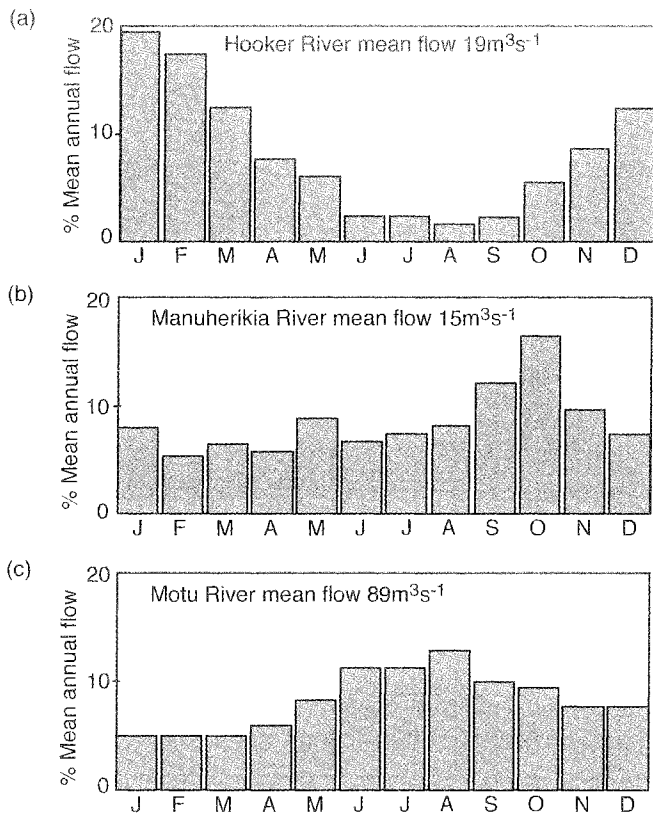 (a)
Hooker River mean flow 19m³s⁻¹
% Mean annual flow
20
10
0
J F M A M J J A S O N D
(b)
Manuherikia River mean flow 15m³s⁻¹
% Mean annual flow
20
10
0
J F M A M J J A S O N D
(c)
Motu River mean flow 89m³s⁻¹
% Mean annual flow
20
10
0
J F M A M J J A S O N D